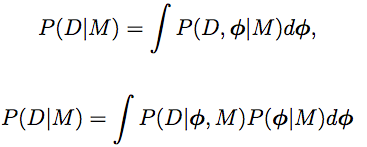 P(D|M) = ∫ P(D, ϕ|M)dϕ,
P(D|M) = ∫ P(D|ϕ, M)P(ϕ|M)dϕ